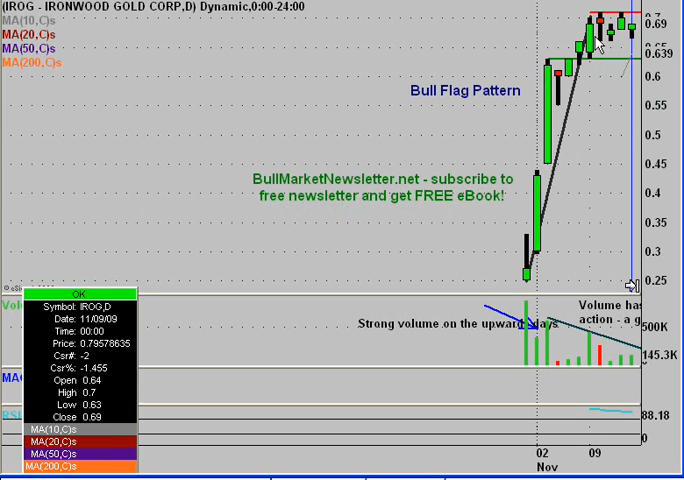 (IROG - IRONWOOD GOLD CORP,D) Dynamic,0:00-24:00
MA(10,C)s
MA(20,C)s
MA(50,C)s
MA(200,C)s
0.7
0.69
0.65
0.639
0.6
0.55
0.5
0.45
0.4
0.35
0.3
0.25
Bull Flag Pattern
BullMarketNewsletter.net - subscribe to
free newsletter and get FREE eBook!
OK
Symbol: IROG,D
Date: 11/09/09
Time: 00:00
Price: 0.79578635
Csr#: -2
Csr%: -1.455
Open 0.64
High 0.7
Low 0.63
Close 0.69
MA(10,C)s
MA(20,C)s
MA(50,C)s
MA(200,C)s
Strong volume on the upward days
Volume has
action - a g
500K
145.3K
88.18
0
02
09
Nov